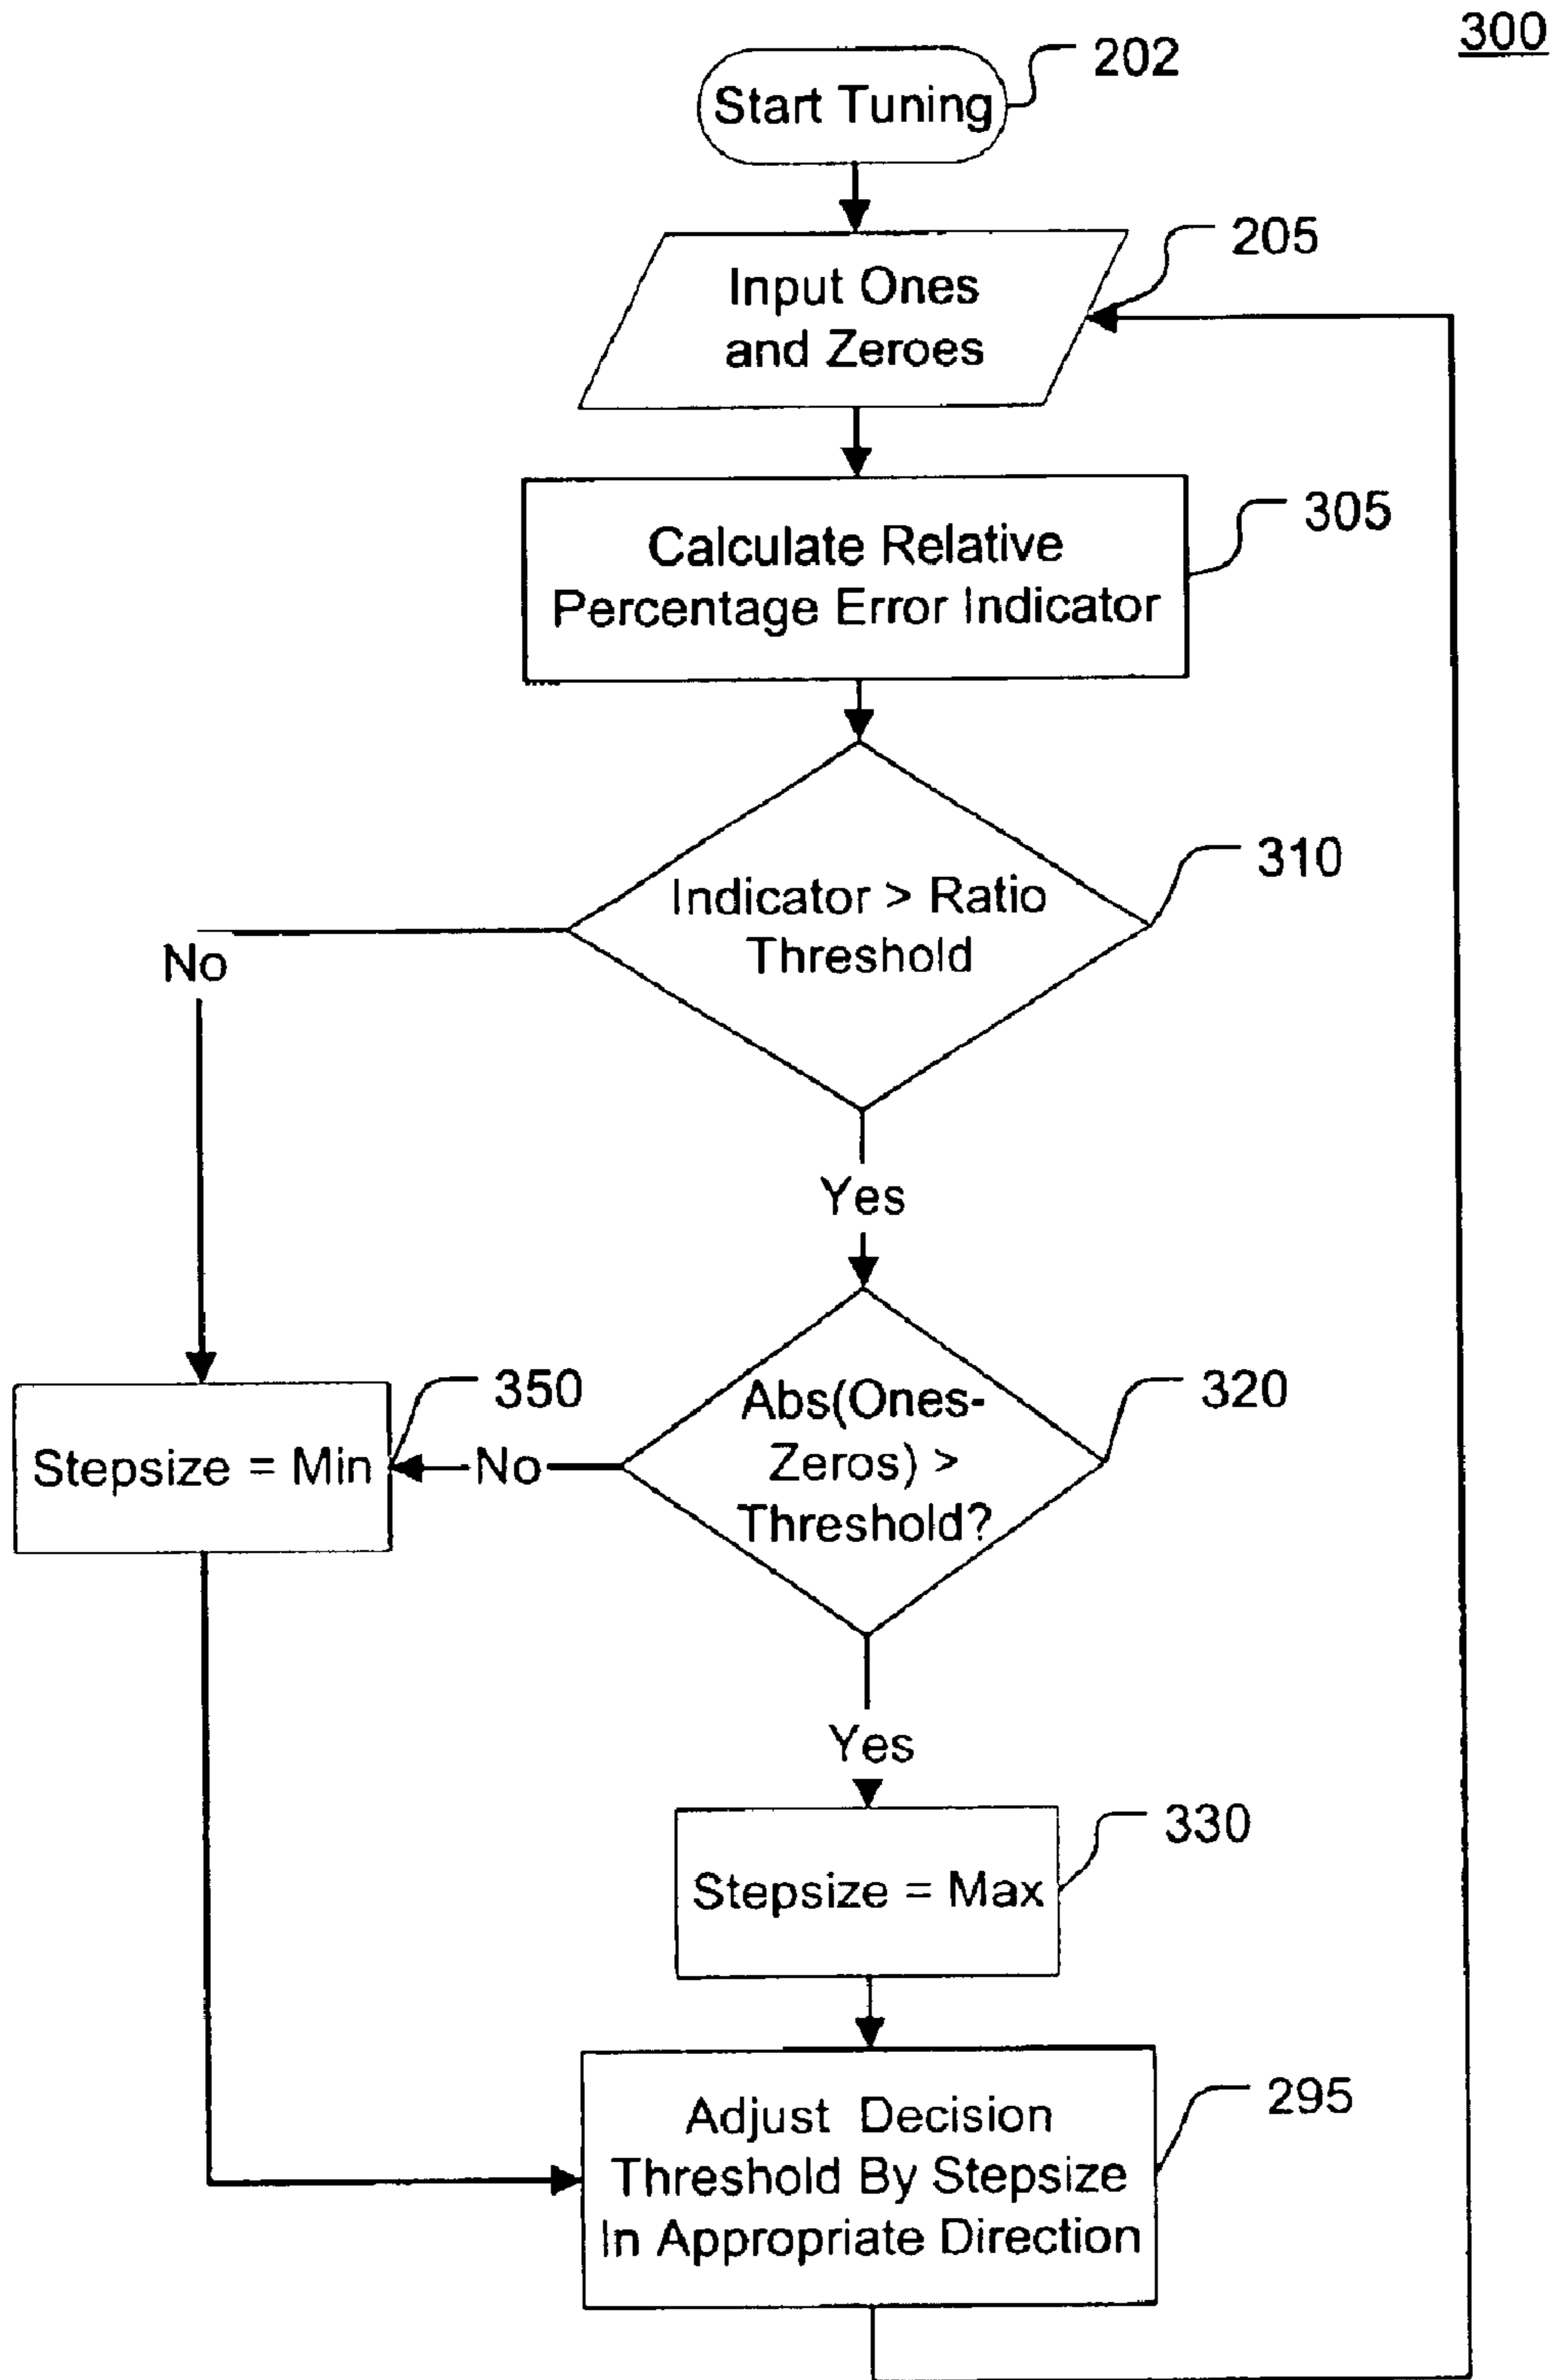 300
Start Tuning
202
Input Ones
and Zeroes
205
Calculate Relative
Percentage Error Indicator
305
Indicator > Ratio
Threshold
310
No
Yes
Abs(Ones-
Zeros) >
Threshold?
320
No
Stepsize = Min
350
Yes
Stepsize = Max
330
Adjust Decision
Threshold By Stepsize
In Appropriate Direction
295